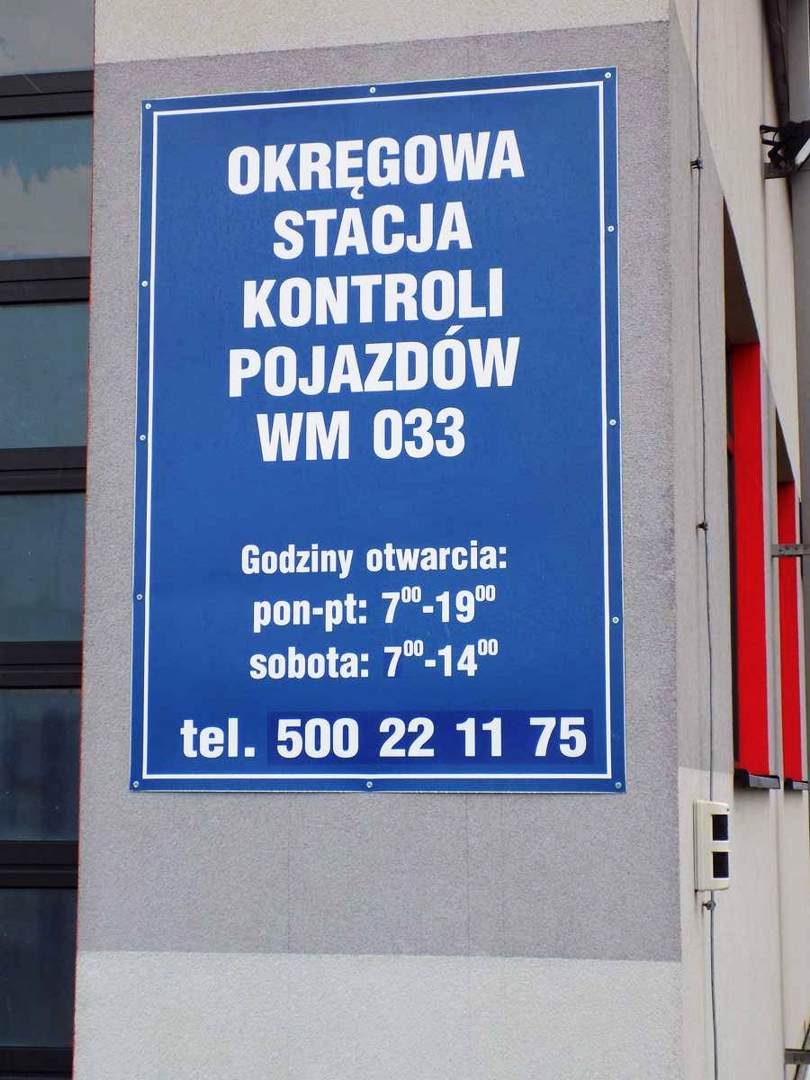 OKRĘGOWA
STACJA
KONTROLI
POJAZDÓW
WM 033
Godziny otwarcia:
pon-pt: 7⁰⁰-19⁰⁰
sobota: 7⁰⁰-14⁰⁰
tel. 500 22 11 75